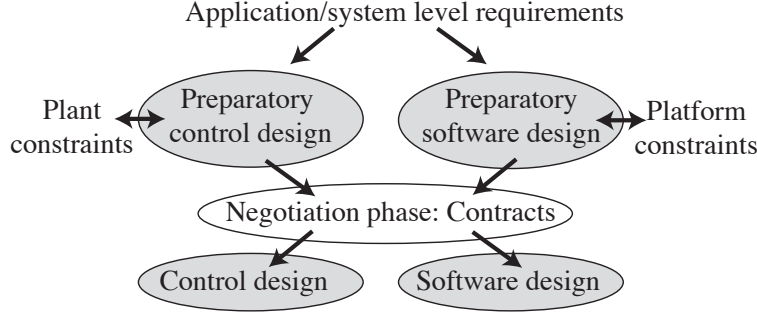 Application/system level requirements
Plant
constraints
Preparatory
control design
Preparatory
software design
Platform
constraints
Negotiation phase: Contracts
Control design
Software design